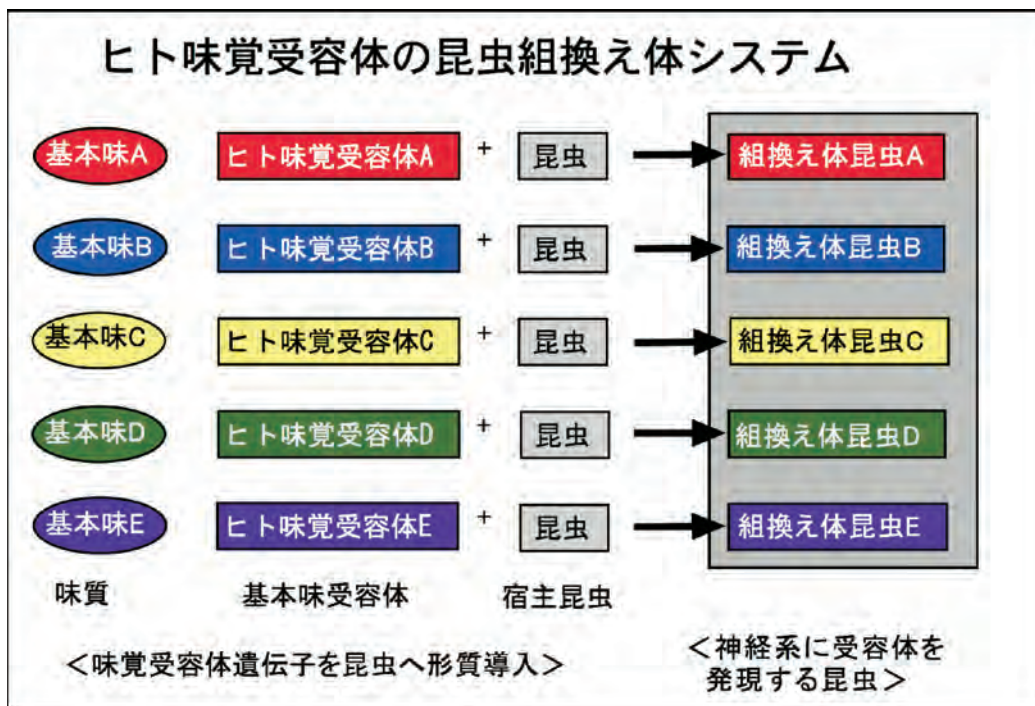 ヒト味覚受容体の昆虫組換え体システム
基本味A ヒト味覚受容体A + 昆虫 組換え体昆虫A
基本味B ヒト味覚受容体B + 昆虫 組換え体昆虫B
基本味C ヒト味覚受容体C + 昆虫 組換え体昆虫C
基本味D ヒト味覚受容体D + 昆虫 組換え体昆虫D
基本味E ヒト味覚受容体E + 昆虫 組換え体昆虫E
味質 基本味受容体 宿主昆虫
＜味覚受容体遺伝子を昆虫へ形質導入＞
＜神経系に受容体を
発現する昆虫＞